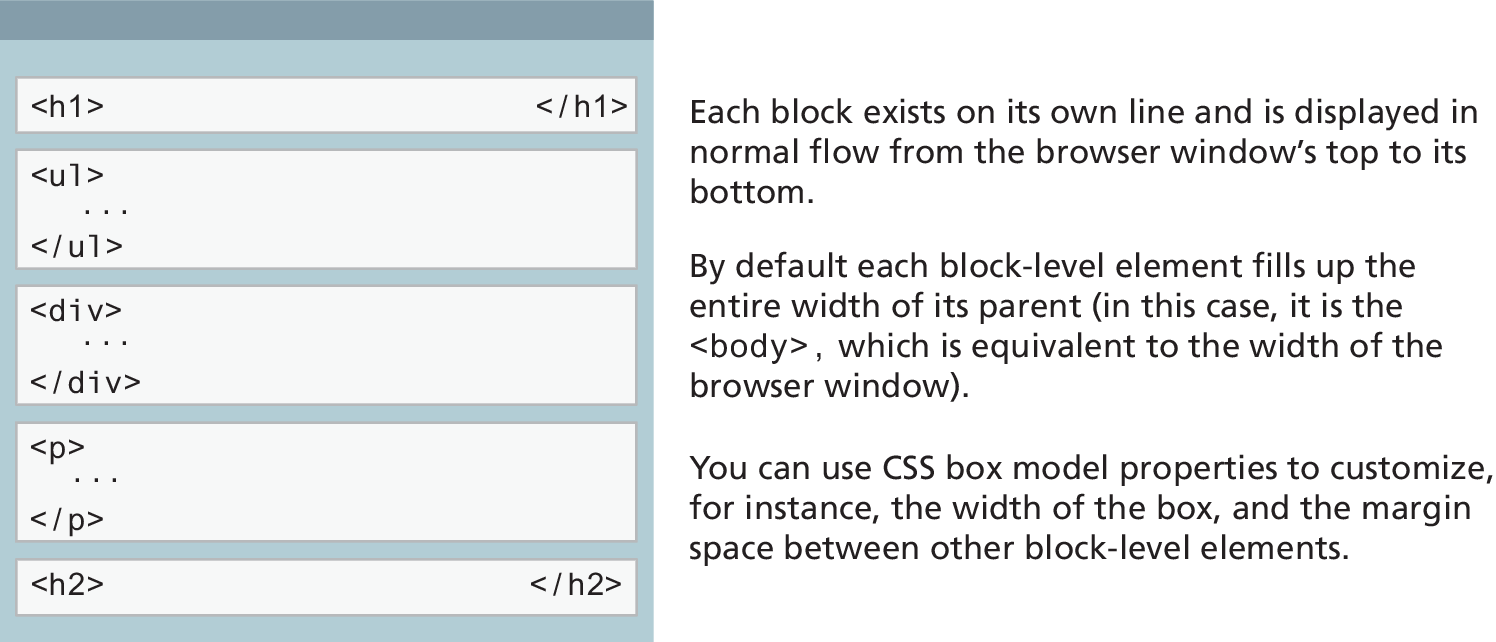 <h1> </h1>
<ul>
...
</ul>
<div>
...
</div>
<p>
...
</p>
<h2> </h2>
Each block exists on its own line and is displayed in
normal flow from the browser window’s top to its
bottom.
By default each block-level element fills up the
entire width of its parent (in this case, it is the
<body>, which is equivalent to the width of the
browser window).
You can use CSS box model properties to customize,
for instance, the width of the box, and the margin
space between other block-level elements.